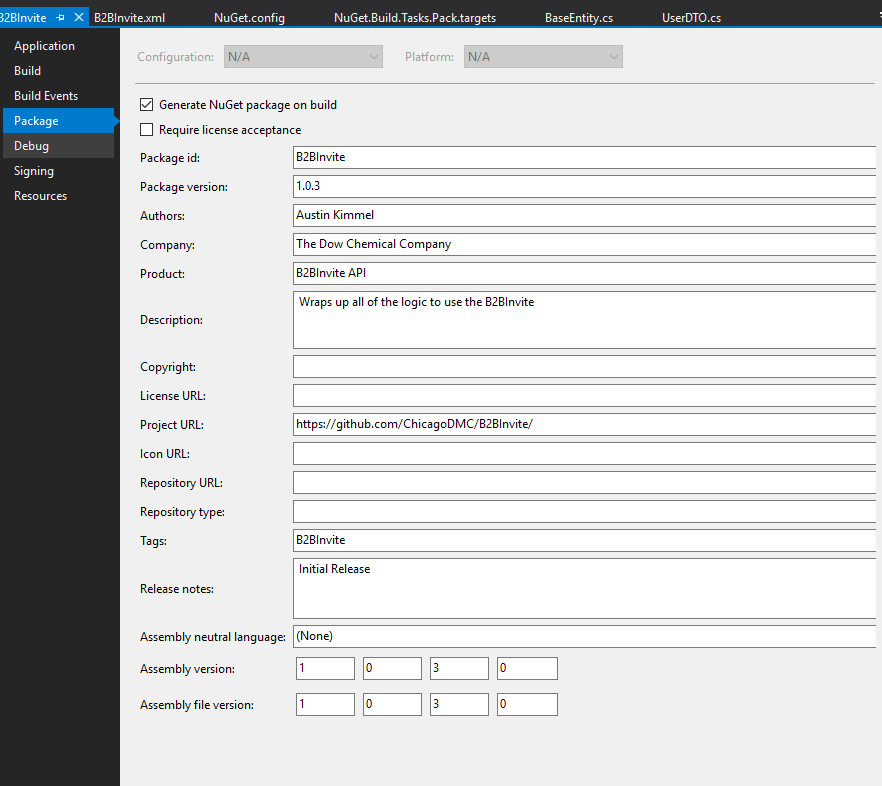 B2BInvite B2BInvite.xml NuGet.config NuGet.Build.Tasks.Pack.targets BaseEntity.cs UserDTO.cs
Application
Build
Build Events
Package
Debug
Signing
Resources
Configuration: N/A Platform: N/A
Generate NuGet package on build
Require license acceptance
Package id: B2BInvite
Package version: 1.0.3
Authors: Austin Kimmel
Company: The Dow Chemical Company
Product: B2BInvite API
Description: Wraps up all of the logic to use the B2BInvite
Copyright:
License URL:
Project URL: https://github.com/ChicagoDMC/B2BInvite/
Icon URL:
Repository URL:
Repository type:
Tags: B2BInvite
Release notes: Initial Release
Assembly neutral language: (None)
Assembly version: 1 0 3 0
Assembly file version: 1 0 3 0